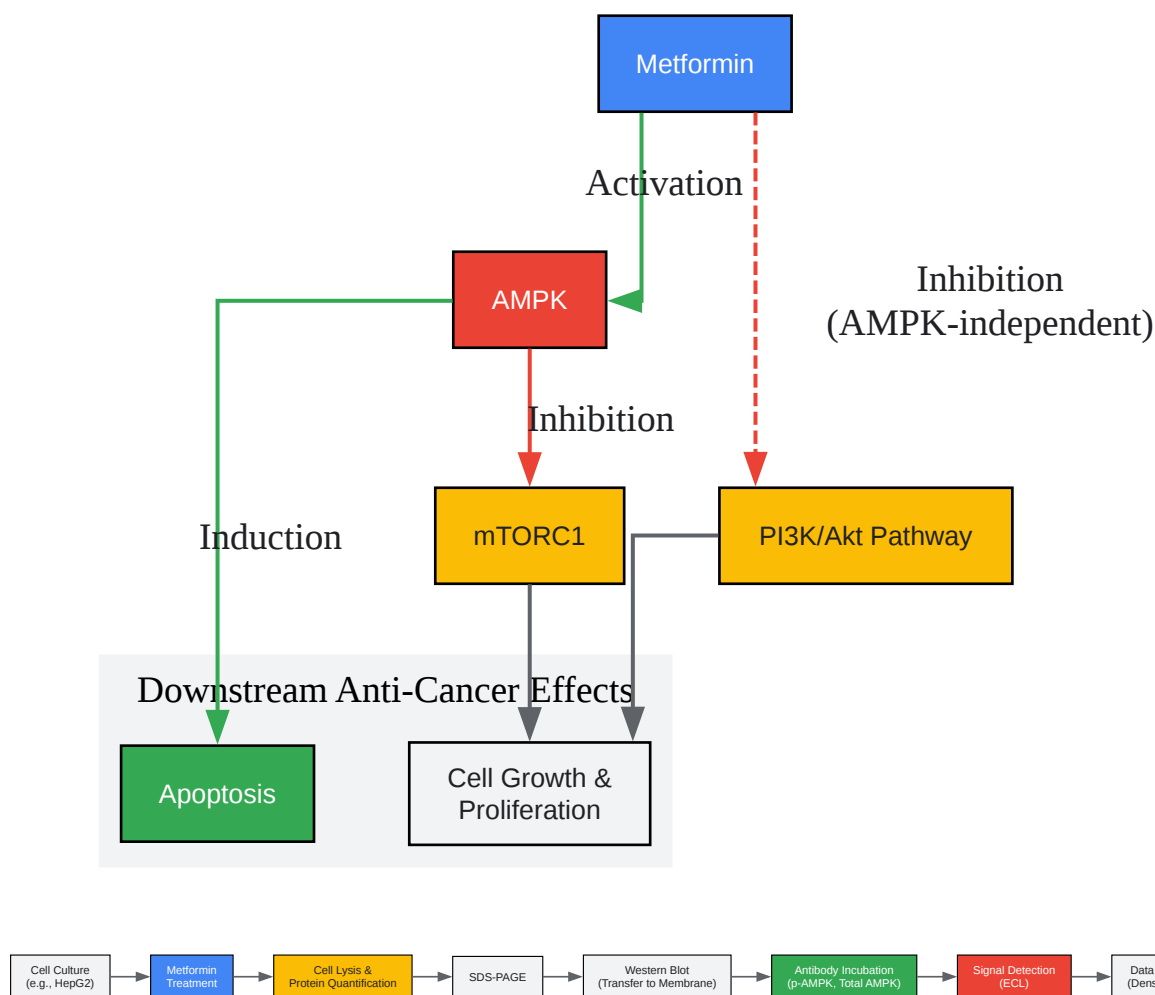 Metformin
Activation
Inhibition
(AMPK-independent)
AMPK
Inhibition
Induction
mTORC1
PI3K/Akt Pathway
Downstream Anti-Cancer Effects
Apoptosis
Cell Growth &
Proliferation
Cell Culture
(e.g., HepG2)
Metformin
Treatment
Cell Lysis &
Protein Quantification
SDS-PAGE
Western Blot
(Transfer to Membrane)
Antibody Incubation
(p-AMPK, Total AMPK)
Signal Detection
(ECL)
Data
(Dens